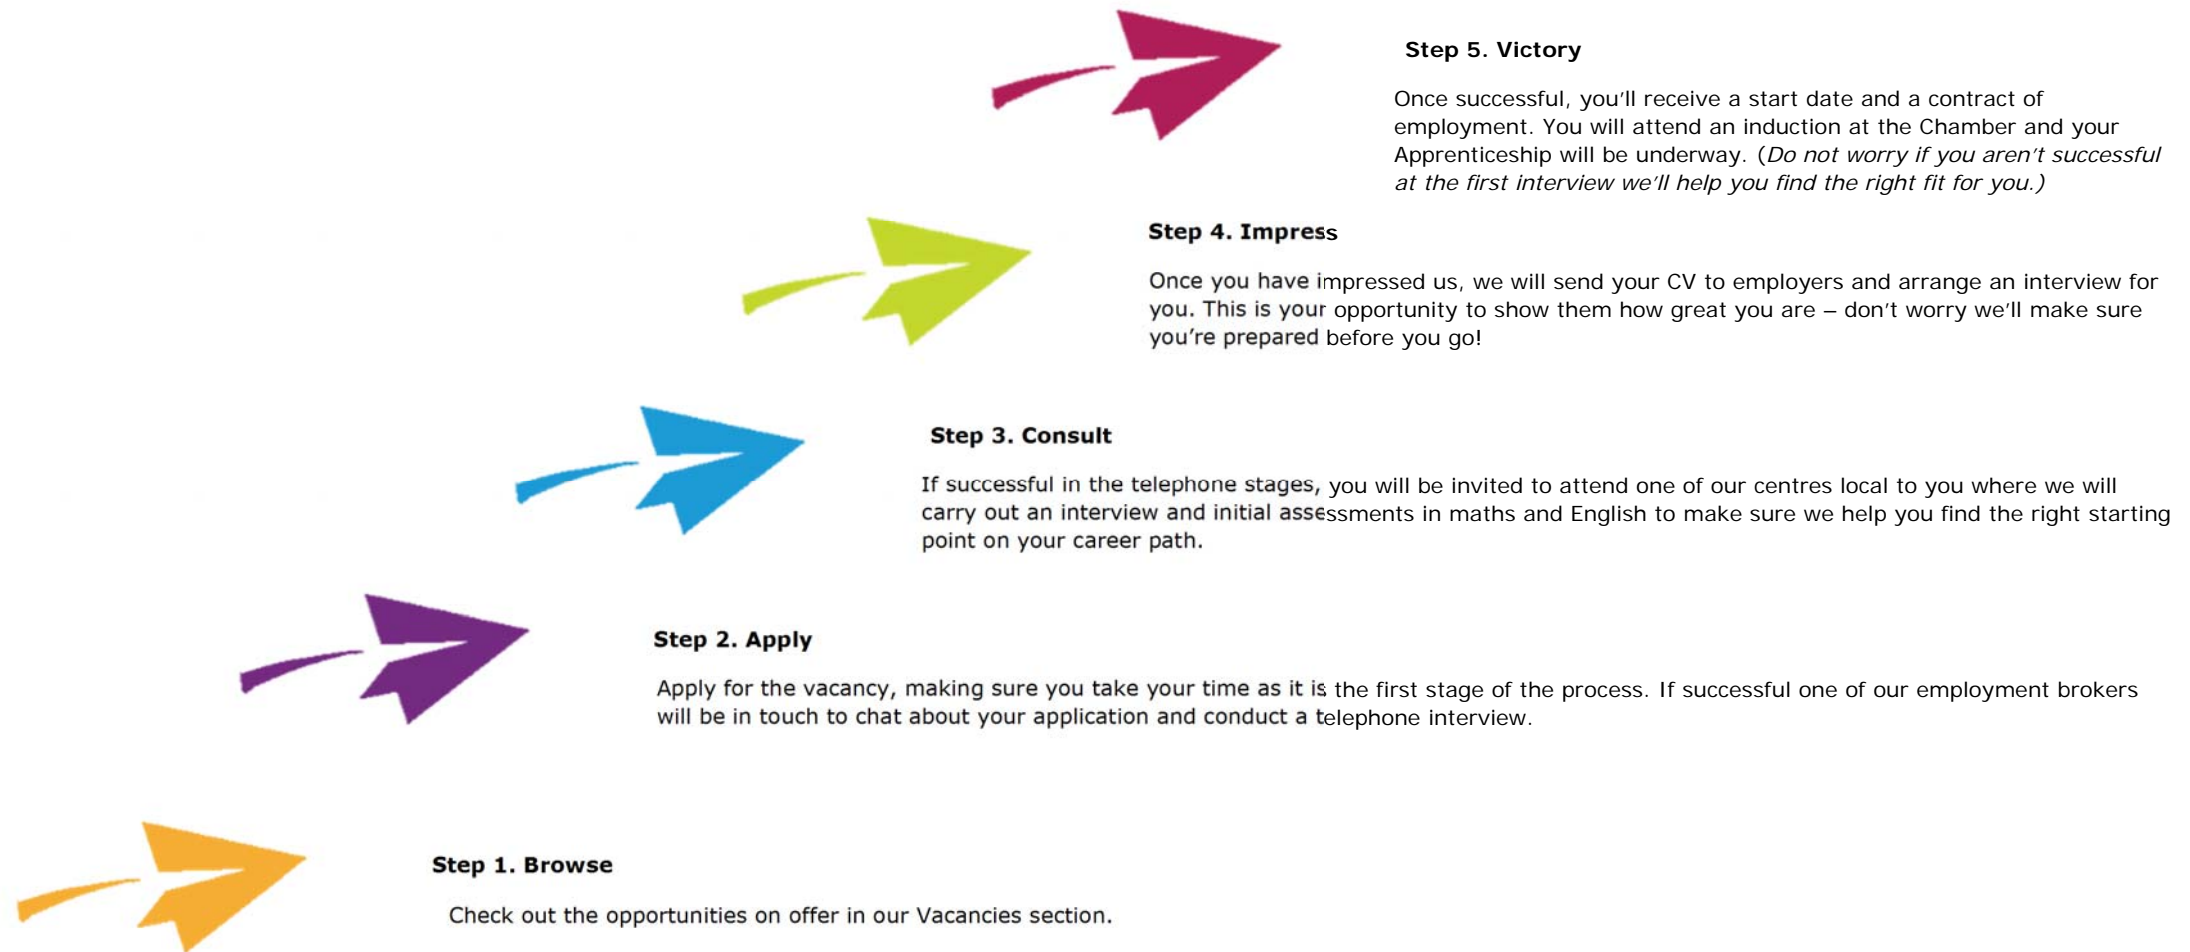 Step 5. Victory
Once successful, you’ll receive a start date and a contract of
employment. You will attend an induction at the Chamber and your
Apprenticeship will be underway. (Do not worry if you aren’t successful
at the first interview we’ll help you find the right fit for you.)
Step 4. Impress
Once you have impressed us, we will send your CV to employers and arrange an interview for
you. This is your opportunity to show them how great you are – don’t worry we’ll make sure
you’re prepared before you go!
Step 3. Consult
If successful in the telephone stages, you will be invited to attend one of our centres local to you where we will
carry out an interview and initial assessments in maths and English to make sure we help you find the right starting
point on your career path.
Step 2. Apply
Apply for the vacancy, making sure you take your time as it is the first stage of the process. If successful one of our employment brokers
will be in touch to chat about your application and conduct a telephone interview.
Step 1. Browse
Check out the opportunities on offer in our Vacancies section.